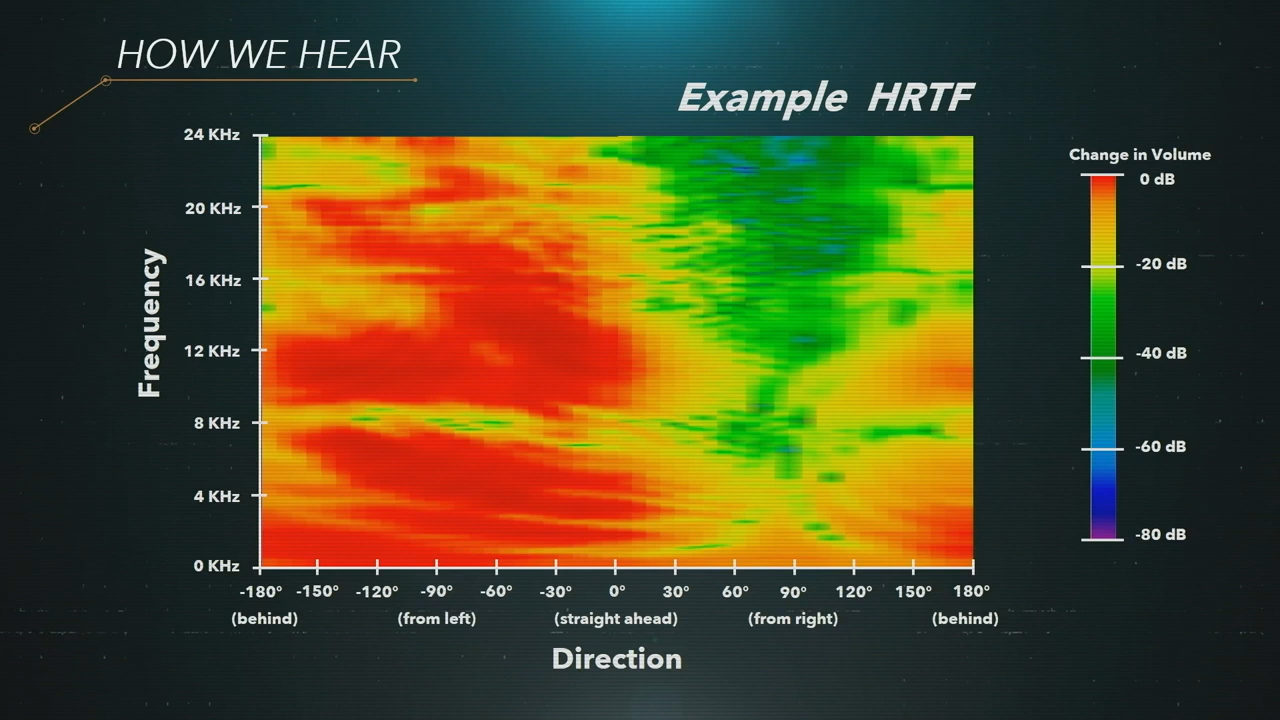 HOW WE HEAR
Example HRTF
Change in Volume
0 dB
-20 dB
-40 dB
-60 dB
-80 dB
Frequency
24 KHz
20 KHz
16 KHz
12 KHz
8 KHz
4 KHz
0 KHz
-180° -150° -120° -90° -60° -30° 0° 30° 60° 90° 120° 150° 180°
(behind) (from left) (straight ahead) (from right) (behind)
Direction